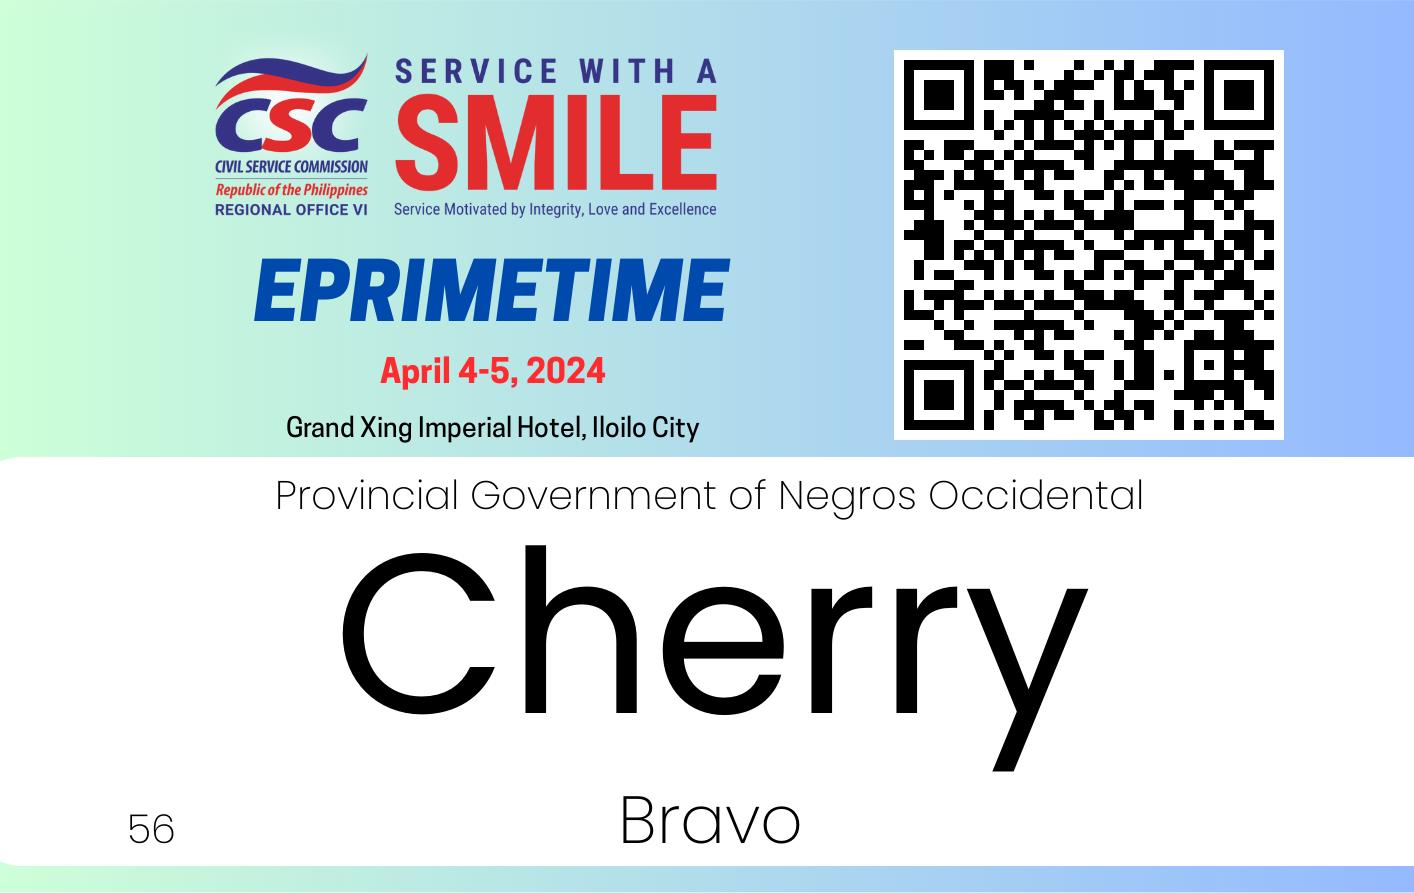 CSC
CIVIL SERVICE COMMISSION
Republic of the Philippines
REGIONAL OFFICE VI
SERVICE WITH A
SMILE
Service Motivated by Integrity, Love and Excellence
EPRIMETIME
April 4-5, 2024
Grand Xing Imperial Hotel, Iloilo City
Provincial Government of Negros Occidental
Cherry
Bravo
56